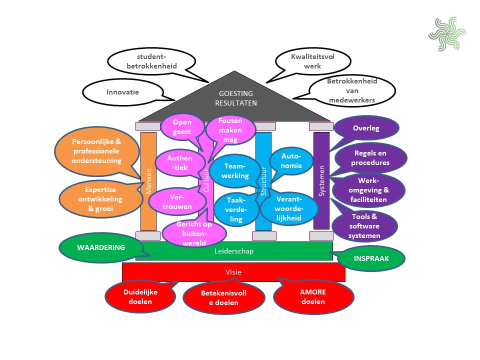 student-
betrokkenheid
Kwaliteitsvol
werk
Innovatie
Betrokkenheid
van
medewerkers
GOESTING
RESULTATEN
Open
geest
Fouten
maken
mag
Overleg
Persoonlijke &
professionele
ondersteuning
Authen
-tiek
Team-
werking
Auto-
nomie
Regels en
procedures
Mensen
Cultuur
Structuur
Systemen
Expertise
ontwikkeling
& groei
Ver-
trouwen
Taak-
verde-
ling
Verant-
woorde-
lijkheid
Werk-
omgeving &
faciliteiten
Gericht op
buiten-
wereld
Tools &
software
systemen
WAARDERING
Leiderschap
INSPRAAK
Visie
Duidelijke
doelen
Betekenisvoll
e doelen
AMORE
doelen